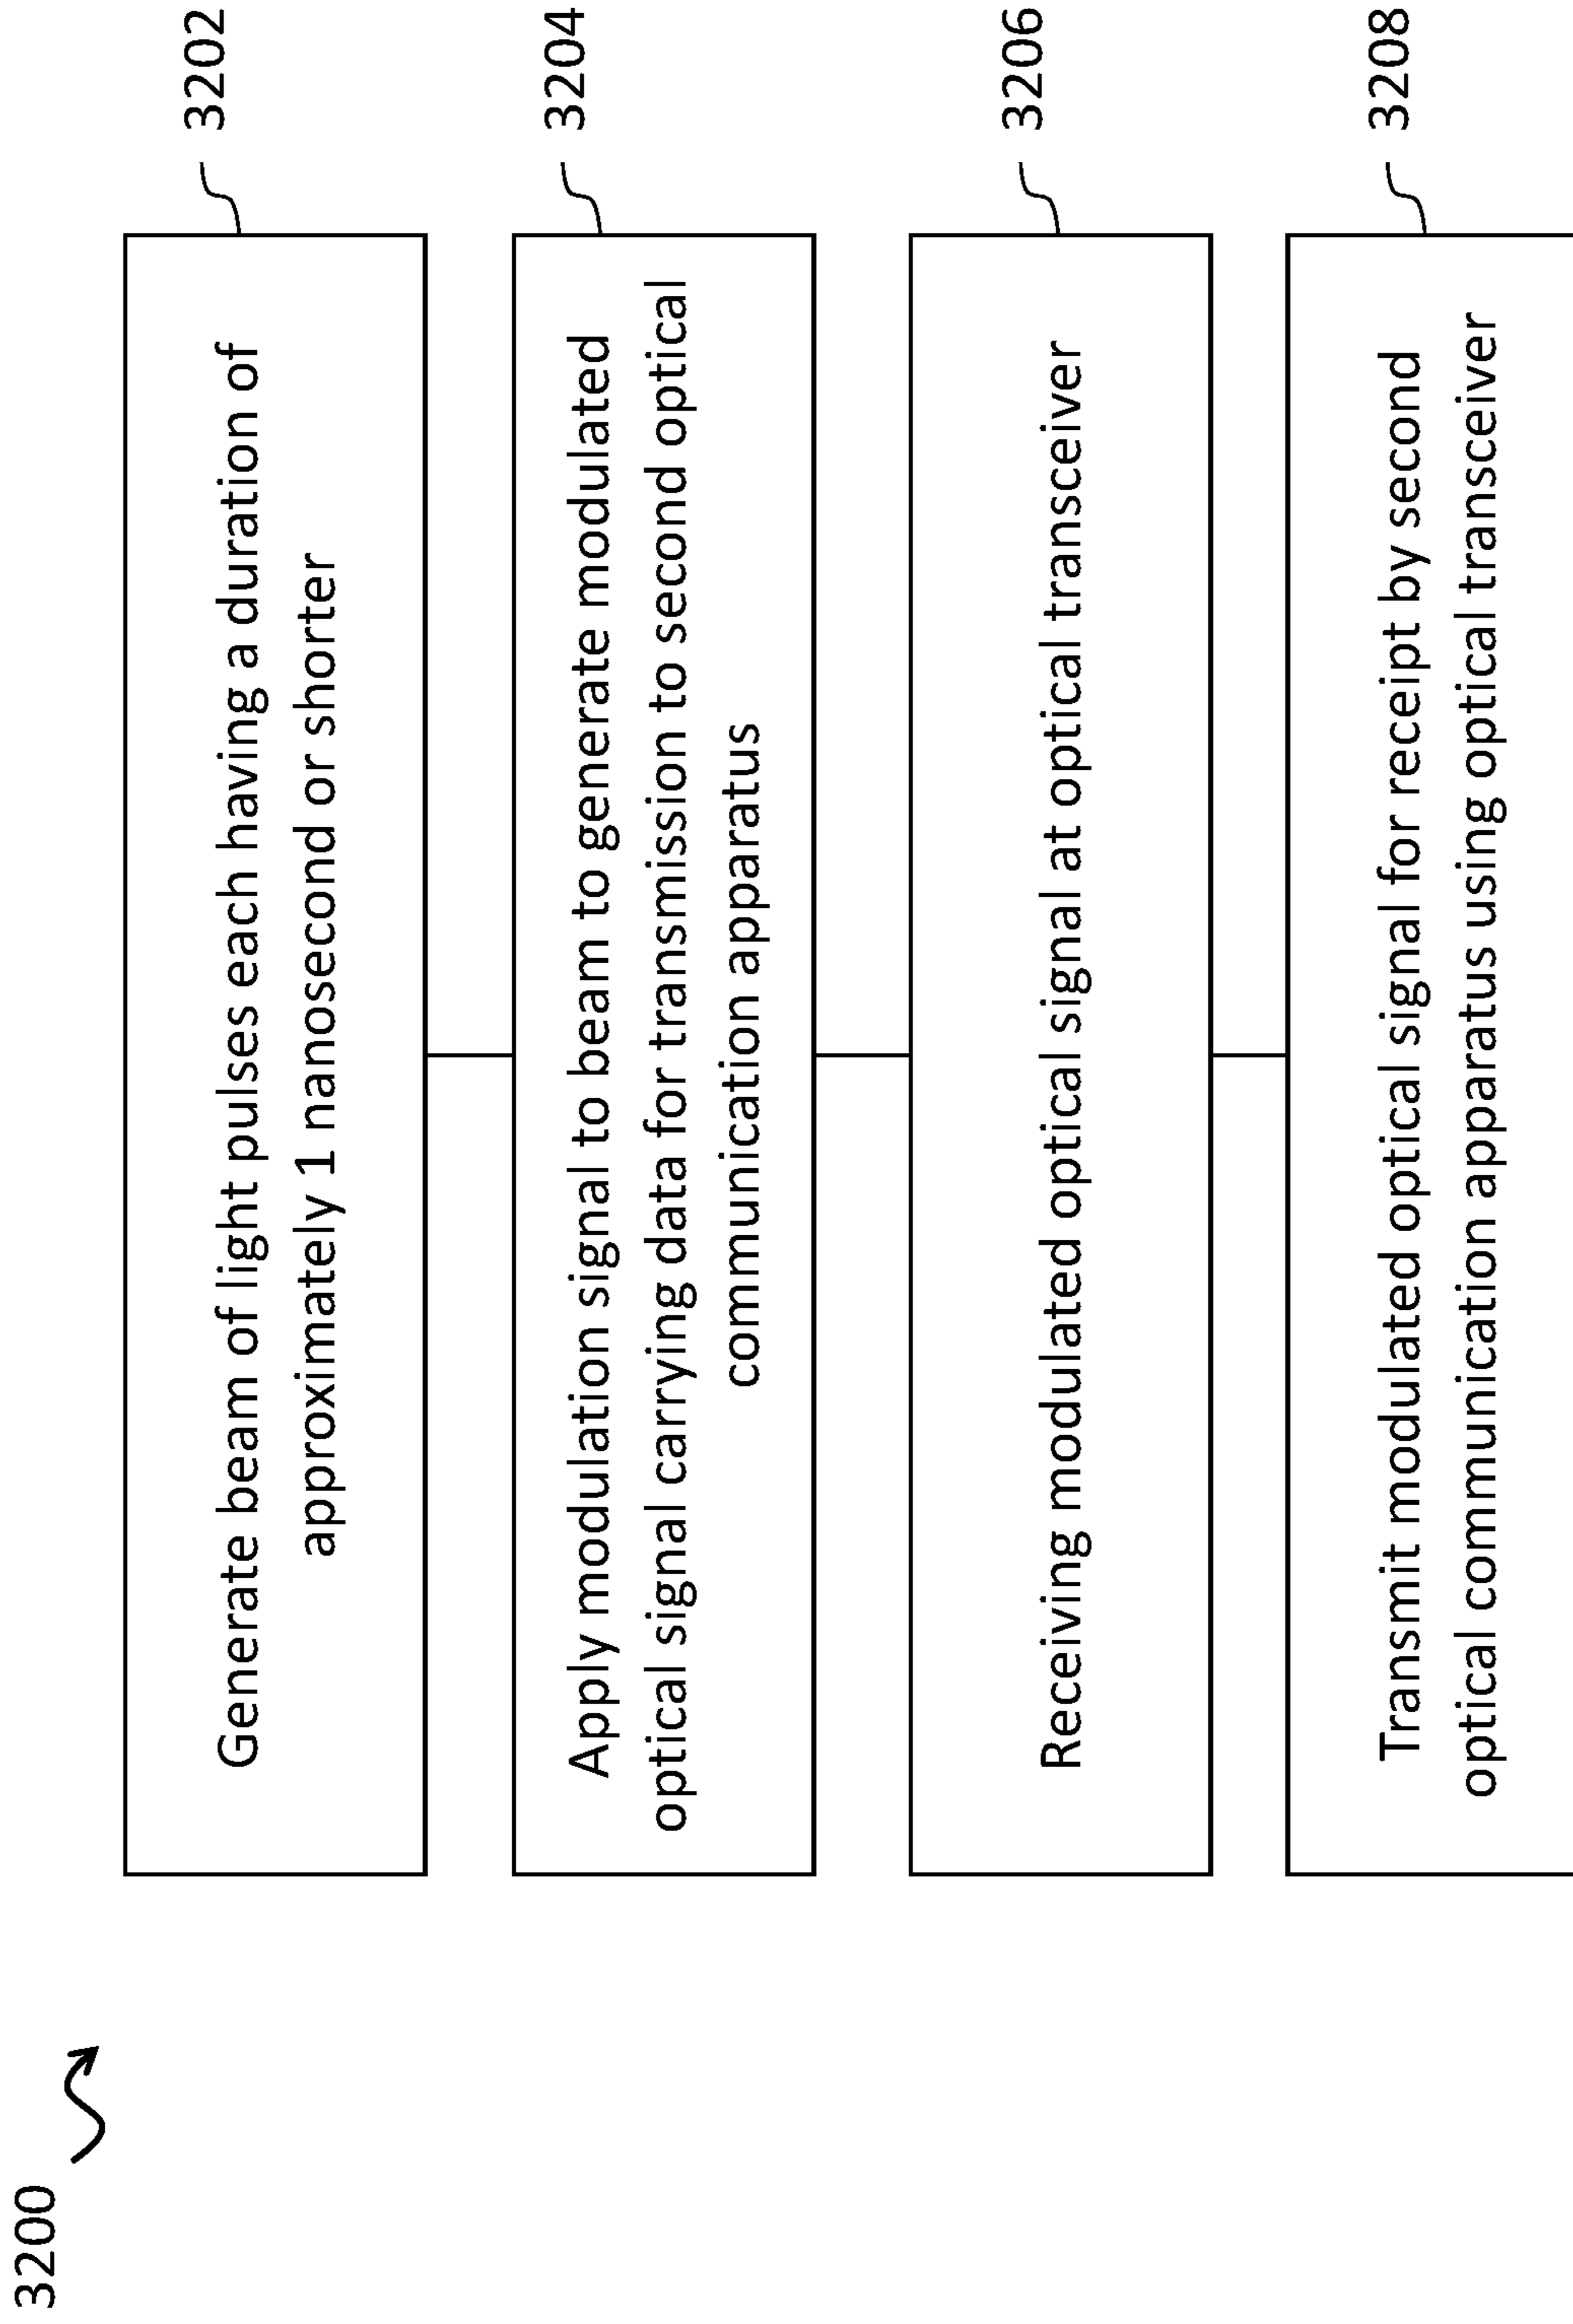 3200
Generate beam of light pulses each having a duration of
approximately 1 nanosecond or shorter
3202
Apply modulation signal to beam to generate modulated
optical signal carrying data for transmission to second optical
communication apparatus
3204
Receiving modulated optical signal at optical transceiver
3206
Transmit modulated optical signal for receipt by second
optical communication apparatus using optical transceiver
3208